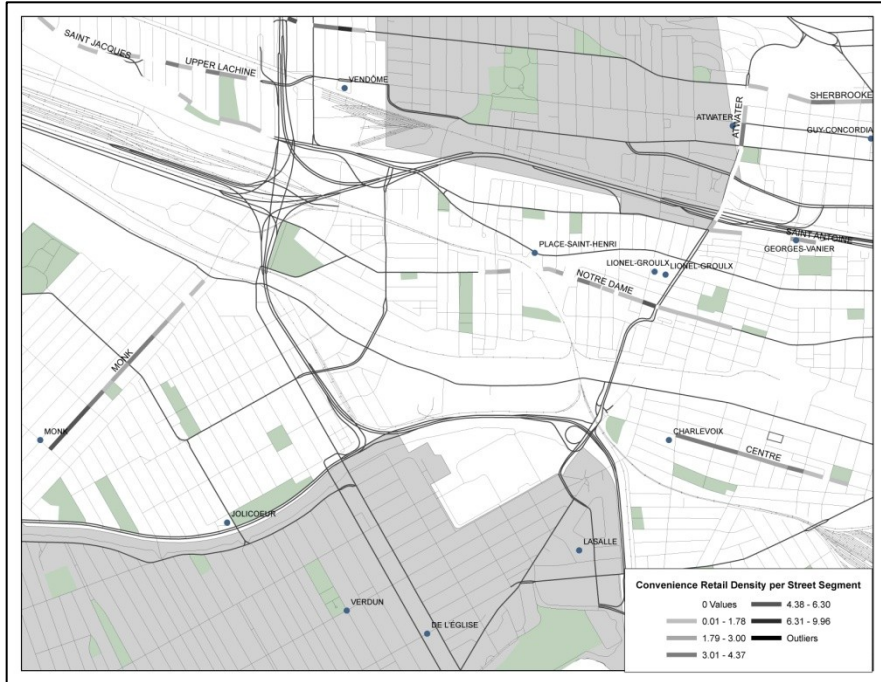 SAINT JACQUES
UPPER LACHINE
VENDÔME
SHERBROOKE
ATWATER
ATWATER
GUY-CONCORDIA
PLACE-SAINT-HENRI
SAINT ANTOINE
GEORGES-VANIER
LIONEL-GROULX
LIONEL-GROULX
NOTRE DAME
MONK
MONK
CHARLEVOIX
CENTRE
JOLICOEUR
LASALLE
VERDUN
DE L'ÉGLISE
Convenience Retail Density per Street Segment
0 Values
0.01 - 1.78
1.79 - 3.00
3.01 - 4.37
4.38 - 6.30
6.31 - 9.96
Outliers